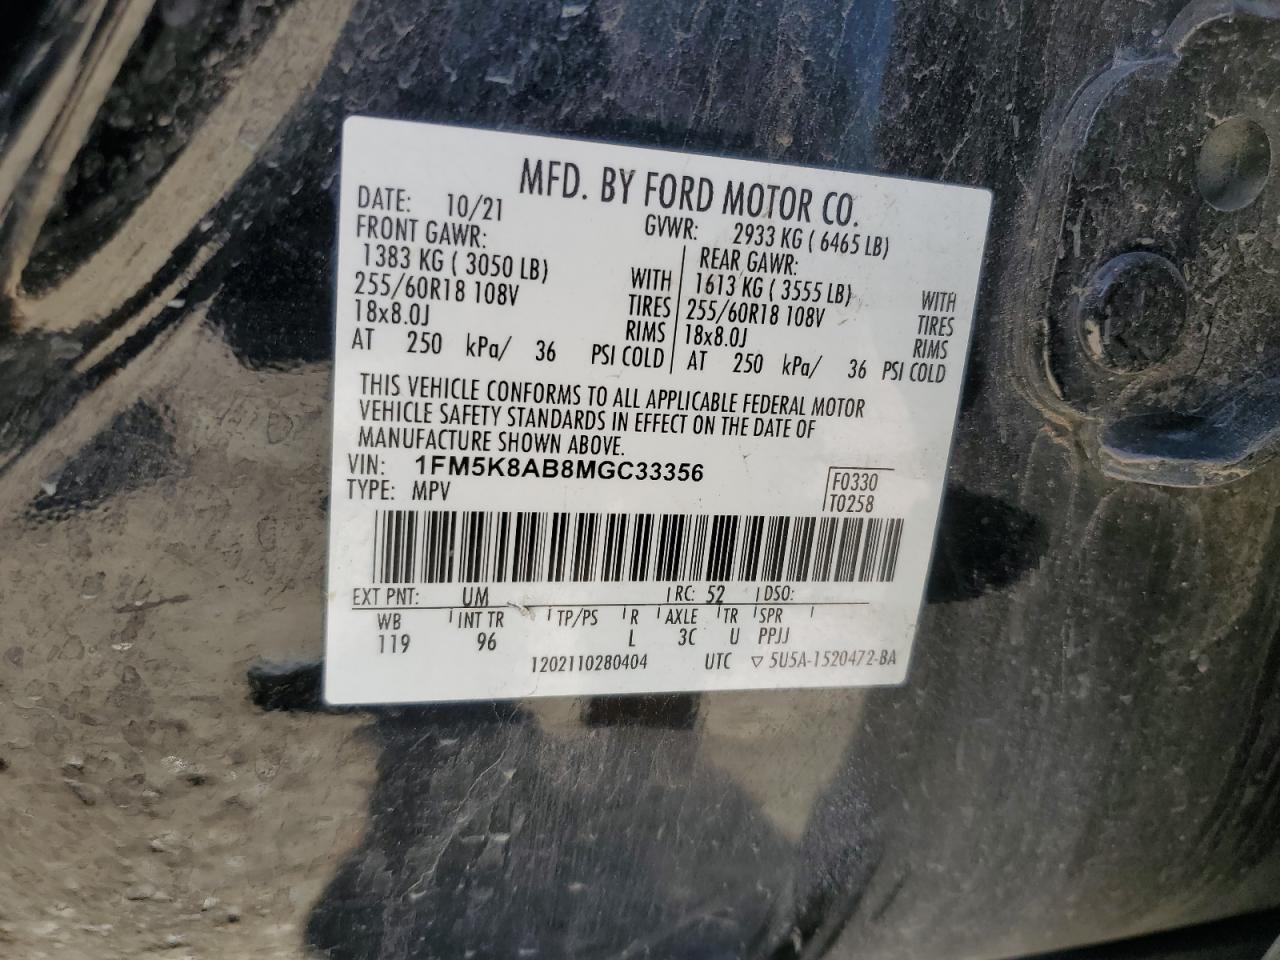 MFD. BY FORD MOTOR CO.
DATE: 10/21 GVWR: 2933 KG ( 6465 LB)
FRONT GAWR: REAR GAWR:
1383 KG ( 3050 LB) WITH 1613 KG ( 3555 LB) WITH
255/60R18 108V TIRES 255/60R18 108V TIRES
18x8.0J RIMS 18x8.0J RIMS
AT 250 kPa/ 36 PSI COLD AT 250 kPa/ 36 PSI COLD
THIS VEHICLE CONFORMS TO ALL APPLICABLE FEDERAL MOTOR
VEHICLE SAFETY STANDARDS IN EFFECT ON THE DATE OF
MANUFACTURE SHOWN ABOVE.
VIN: 1FM5K8AB8MGC33356 F0330
TYPE: MPV T0258
EXT PNT: UM RC: 52 DSO:
WB INT TR TP/PS R AXLE TR SPR
119 96 L 3C U PPJJ
1202110280404 UTC ▽ 5U5A-1520472-BA